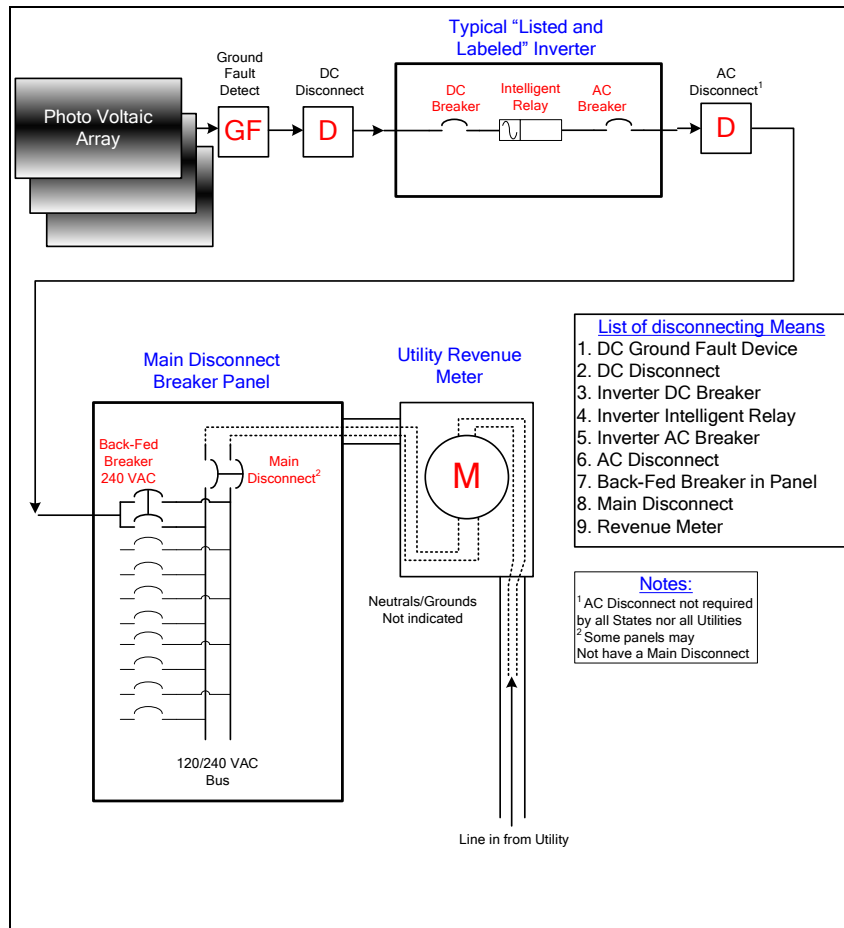 Typical “Listed and
Labeled” Inverter
Ground
Fault
Detect
DC
Disconnect
AC
Disconnect1
Photo Voltaic
Array
GF
D
DC
Breaker
Intelligent
Relay
AC
Breaker
D
Main Disconnect
Breaker Panel
Utility Revenue
Meter
List of disconnecting Means
1. DC Ground Fault Device
2. DC Disconnect
3. Inverter DC Breaker
4. Inverter Intelligent Relay
5. Inverter AC Breaker
6. AC Disconnect
7. Back-Fed Breaker in Panel
8. Main Disconnect
9. Revenue Meter
Back-Fed
Breaker
240 VAC
Main
Disconnect2
M
Neutrals/Grounds
Not indicated
Notes:
1 AC Disconnect not required
by all States nor all Utilities
2 Some panels may
Not have a Main Disconnect
120/240 VAC
Bus
Line in from Utility